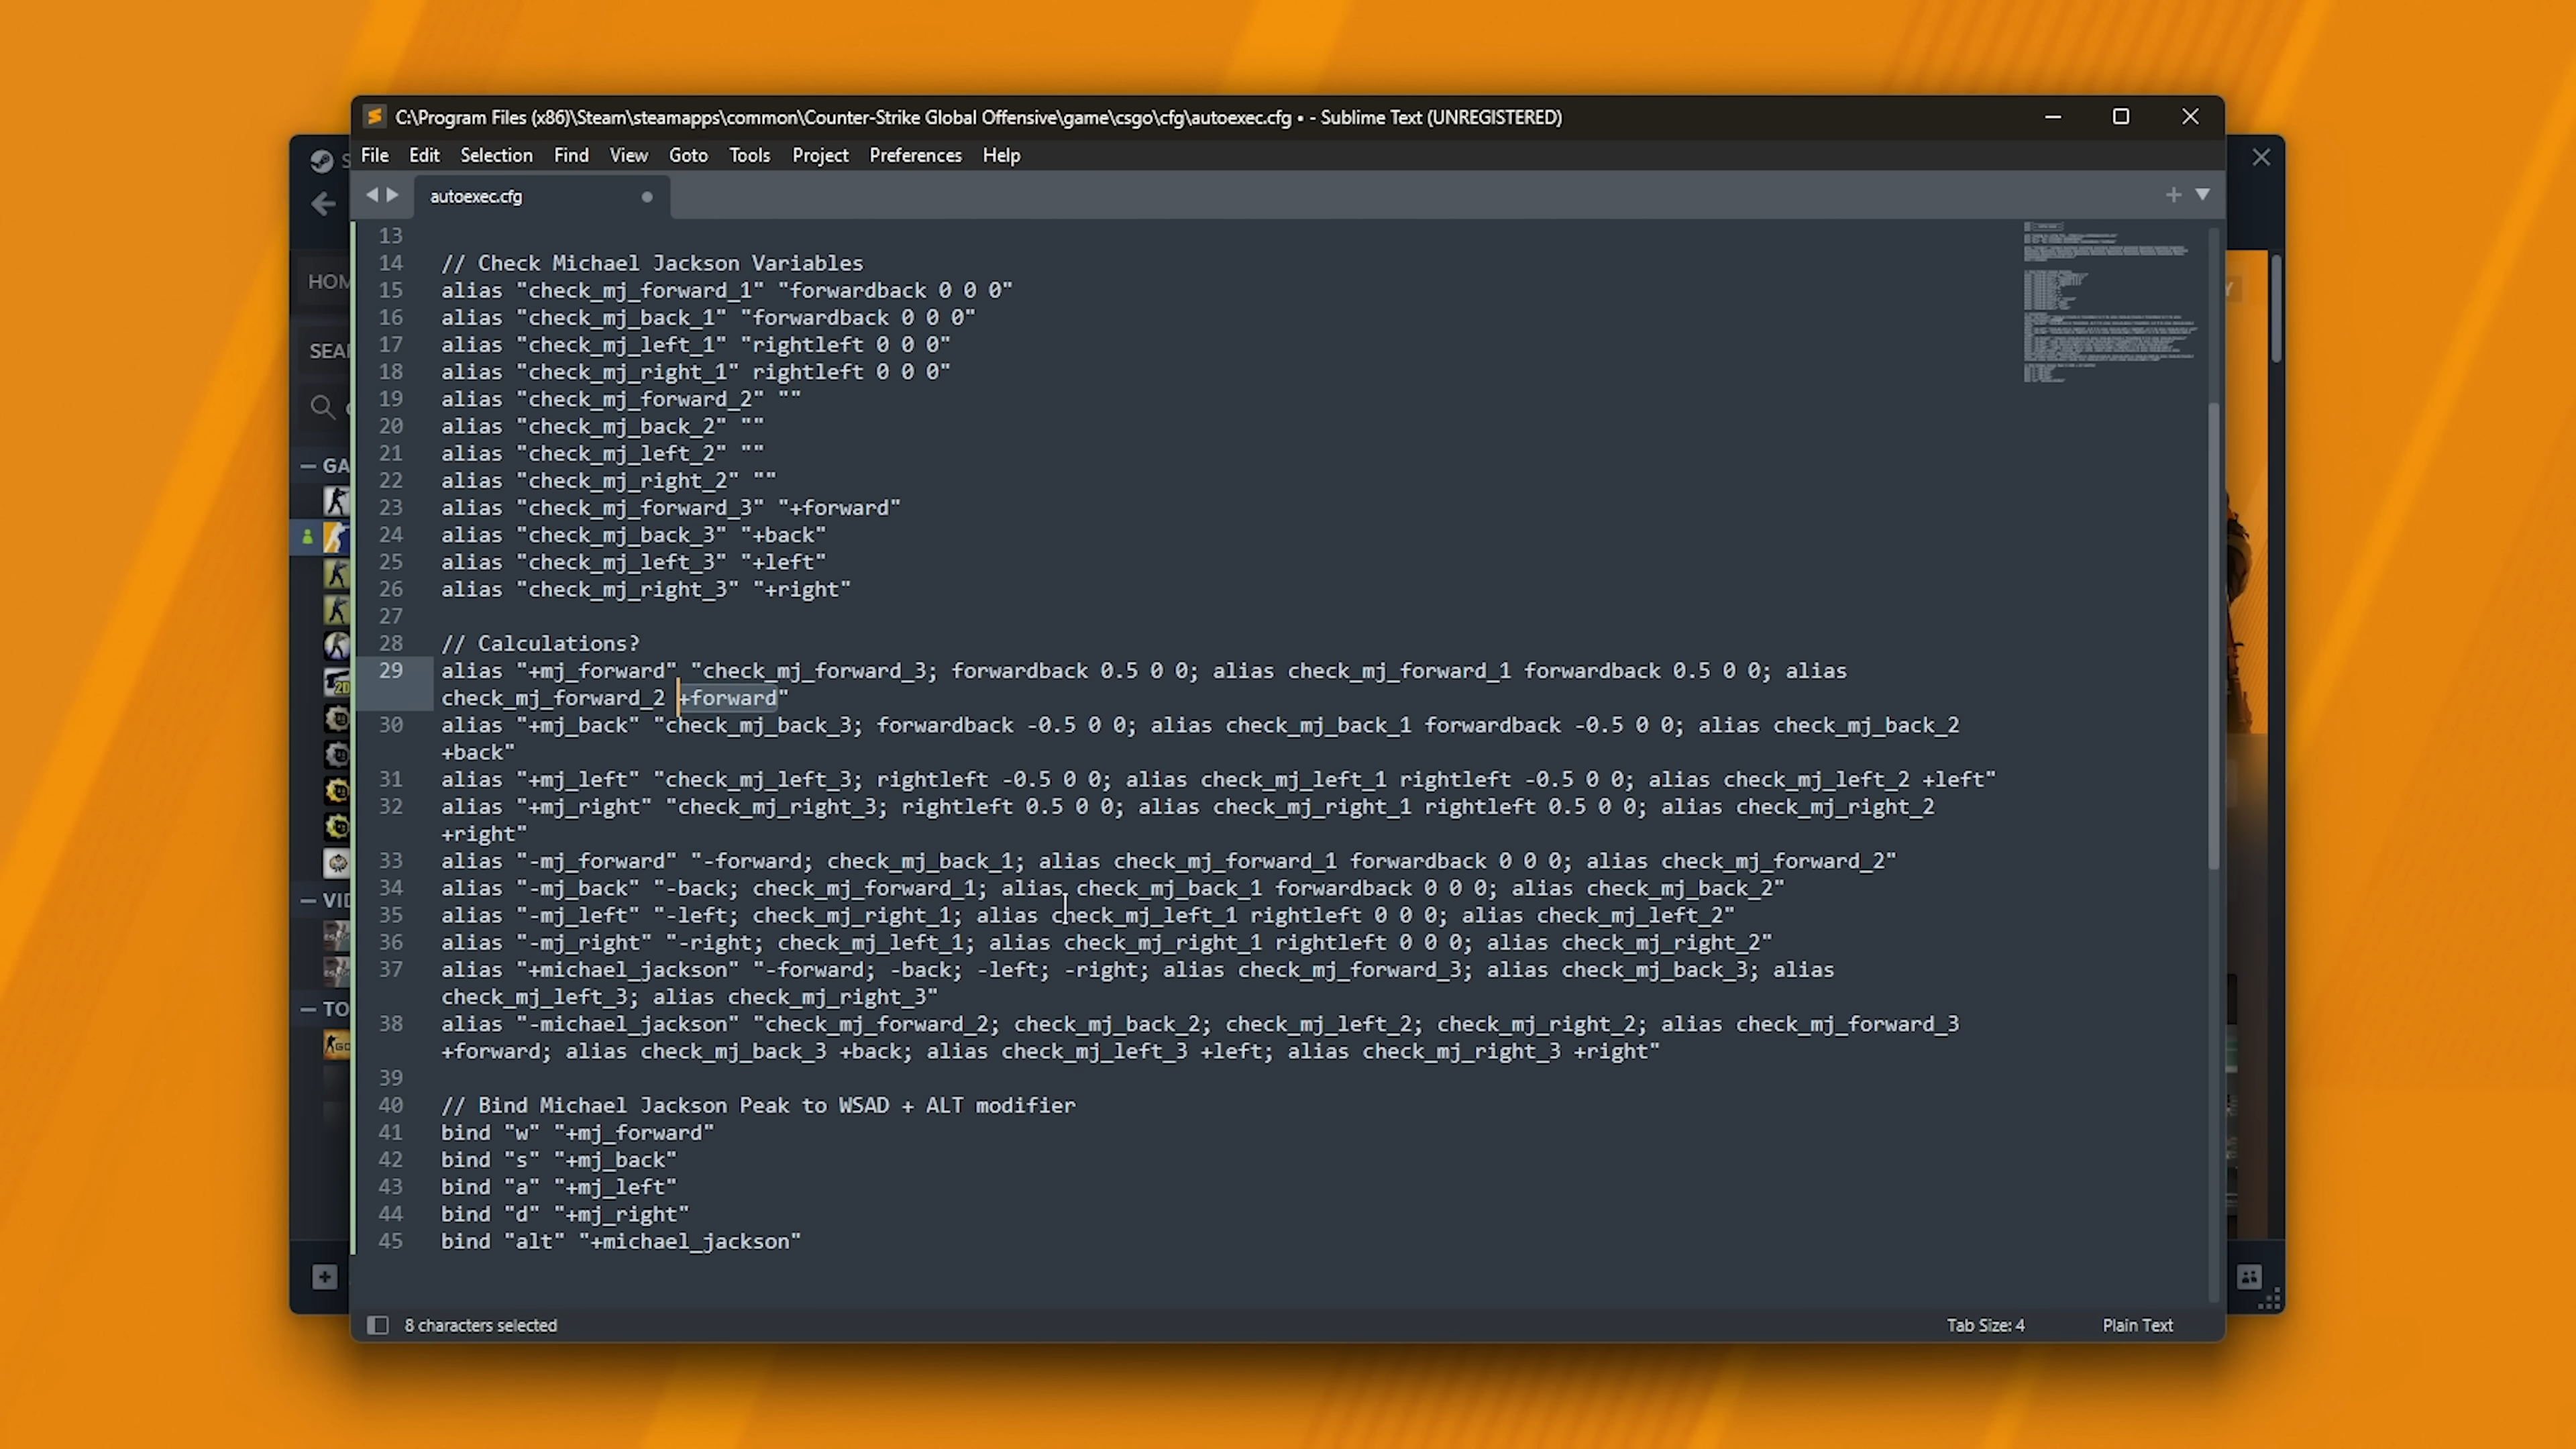 C:\Program Files (x86)\Steam\steamapps\common\Counter-Strike Global Offensive\game\csgo\cfg\autoexec.cfg • - Sublime Text (UNREGISTERED)
File Edit Selection Find View Goto Tools Project Preferences Help
autoexec.cfg
13
14 // Check Michael Jackson Variables
15 alias "check_mj_forward_1" "forwardback 0 0 0"
16 alias "check_mj_back_1" "forwardback 0 0 0"
17 alias "check_mj_left_1" "rightleft 0 0 0"
18 alias "check_mj_right_1" rightleft 0 0 0"
19 alias "check_mj_forward_2" ""
20 alias "check_mj_back_2" ""
21 alias "check_mj_left_2" ""
22 alias "check_mj_right_2" ""
23 alias "check_mj_forward_3" "+forward"
24 alias "check_mj_back_3" "+back"
25 alias "check_mj_left_3" "+left"
26 alias "check_mj_right_3" "+right"
27
28 // Calculations?
29 alias "+mj_forward" "check_mj_forward_3; forwardback 0.5 0 0; alias check_mj_forward_1 forwardback 0.5 0 0; alias
check_mj_forward_2 +forward"
30 alias "+mj_back" "check_mj_back_3; forwardback -0.5 0 0; alias check_mj_back_1 forwardback -0.5 0 0; alias check_mj_back_2
+back"
31 alias "+mj_left" "check_mj_left_3; rightleft -0.5 0 0; alias check_mj_left_1 rightleft -0.5 0 0; alias check_mj_left_2 +left"
32 alias "+mj_right" "check_mj_right_3; rightleft 0.5 0 0; alias check_mj_right_1 rightleft 0.5 0 0; alias check_mj_right_2
+right"
33 alias "-mj_forward" "-forward; check_mj_back_1; alias check_mj_forward_1 forwardback 0 0 0; alias check_mj_forward_2"
34 alias "-mj_back" "-back; check_mj_forward_1; alias check_mj_back_1 forwardback 0 0 0; alias check_mj_back_2"
35 alias "-mj_left" "-left; check_mj_right_1; alias check_mj_left_1 rightleft 0 0 0; alias check_mj_left_2"
36 alias "-mj_right" "-right; check_mj_left_1; alias check_mj_right_1 rightleft 0 0 0; alias check_mj_right_2"
37 alias "+michael_jackson" "-forward; -back; -left; -right; alias check_mj_forward_3; alias check_mj_back_3; alias
check_mj_left_3; alias check_mj_right_3"
38 alias "-michael_jackson" "check_mj_forward_2; check_mj_back_2; check_mj_left_2; check_mj_right_2; alias check_mj_forward_3
+forward; alias check_mj_back_3 +back; alias check_mj_left_3 +left; alias check_mj_right_3 +right"
39
40 // Bind Michael Jackson Peak to WSAD + ALT modifier
41 bind "w" "+mj_forward"
42 bind "s" "+mj_back"
43 bind "a" "+mj_left"
44 bind "d" "+mj_right"
45 bind "alt" "+michael_jackson"
8 characters selected
Tab Size: 4
Plain Text